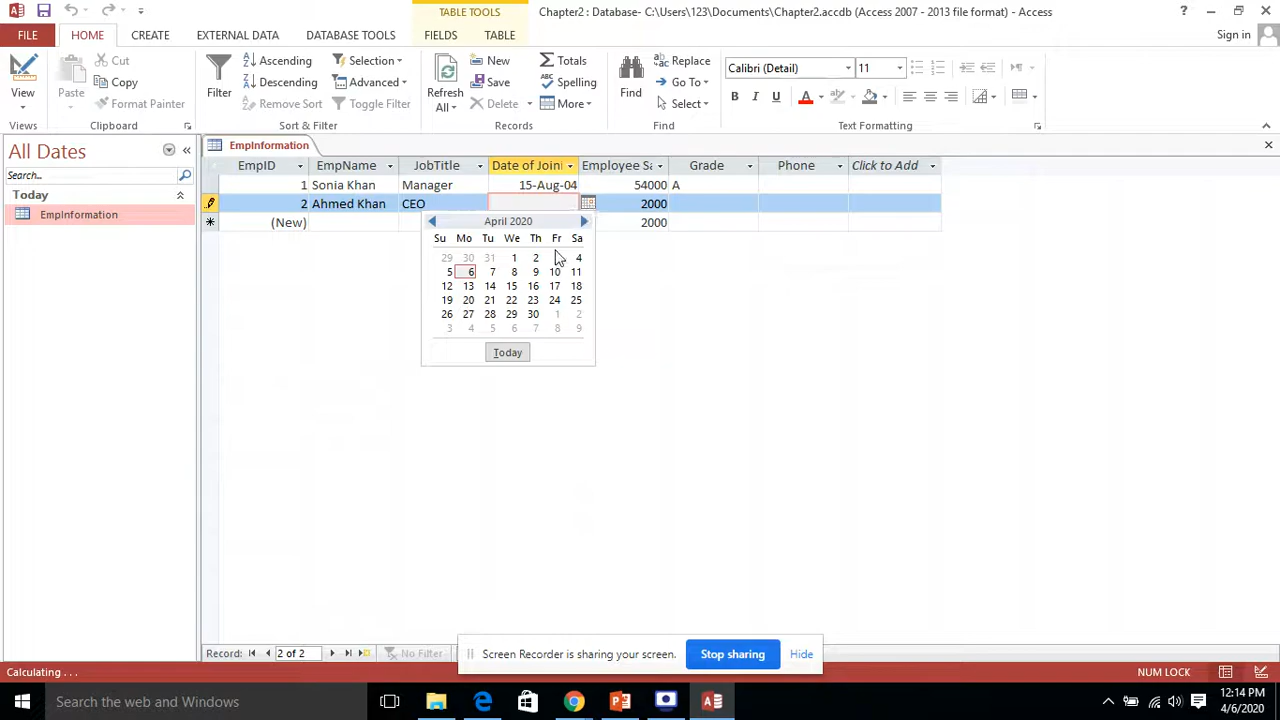 TABLE TOOLS
Chapter2 : Database- C:\Users\123\Documents\Chapter2.accdb (Access 2007 - 2013 file format) - Access
FILE HOME CREATE EXTERNAL DATA DATABASE TOOLS FIELDS TABLE Sign in
View
Views
Paste
Cut
Copy
Format Painter
Clipboard
Filter
Ascending
Descending
Remove Sort
Selection
Advanced
Toggle Filter
Sort & Filter
Refresh
All
New
Save
Delete
Totals
Spelling
More
Records
Find
Replace
Go To
Select
Find
Calibri (Detail) 11
B I U A
Text Formatting
All Dates
Search...
Today
EmpInformation
EmpInformation
EmpID EmpName JobTitle Date of Joini Employee Sa Grade Phone Click to Add
1 Sonia Khan Manager 15-Aug-04 54000 A
2 Ahmed Khan CEO 2000
(New) 2000
April 2020
Su Mo Tu We Th Fr Sa
29 30 31 1 2 4
5 6 7 8 9 10 11
12 13 14 15 16 17 18
19 20 21 22 23 24 25
26 27 28 29 30 1 2
3 4 5 6 7 8 9
Today
Record: 2 of 2 No Filter
Screen Recorder is sharing your screen. Stop sharing Hide
Calculating . . . NUM LOCK
Search the web and Windows
12:14 PM
4/6/2020